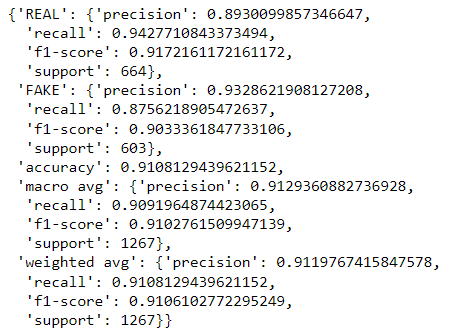 {'REAL': {'precision': 0.8930099857346647,
'recall': 0.9427710843373494,
'f1-score': 0.9172161172161172,
'support': 664},
'FAKE': {'precision': 0.9328621908127208,
'recall': 0.8756218905472637,
'f1-score': 0.9033361847733106,
'support': 603},
'accuracy': 0.9108129439621152,
'macro avg': {'precision': 0.9129360882736928,
'recall': 0.9091964874423065,
'f1-score': 0.9102761509947139,
'support': 1267},
'weighted avg': {'precision': 0.9119767415847578,
'recall': 0.9108129439621152,
'f1-score': 0.9106102772295249,
'support': 1267}}